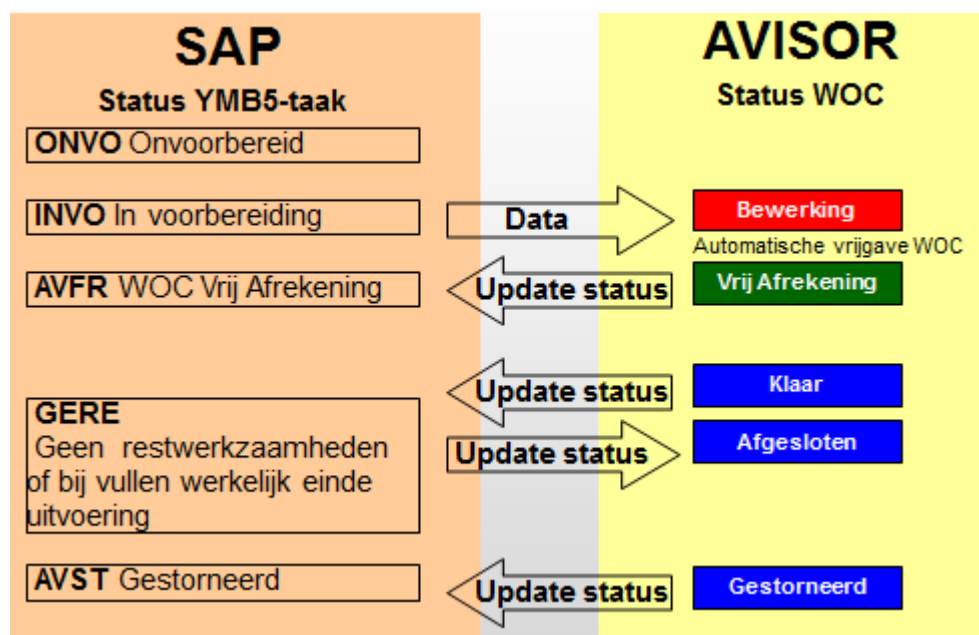 SAP
Status YMB5-taak
AVISOR
Status WOC
ONVO Onvoorbereid
INVO In voorbereiding
Data
Bewerking
Automatische vrijgave WOC
AVFR WOC Vrij Afrekening
Update status
Vrij Afrekening
Update status
Klaar
GERE
Geen restwerkzaamheden
of bij vullen werkelijk einde
uitvoering
Update status
Afgesloten
AVST Gestorneerd
Update status
Gestorneerd